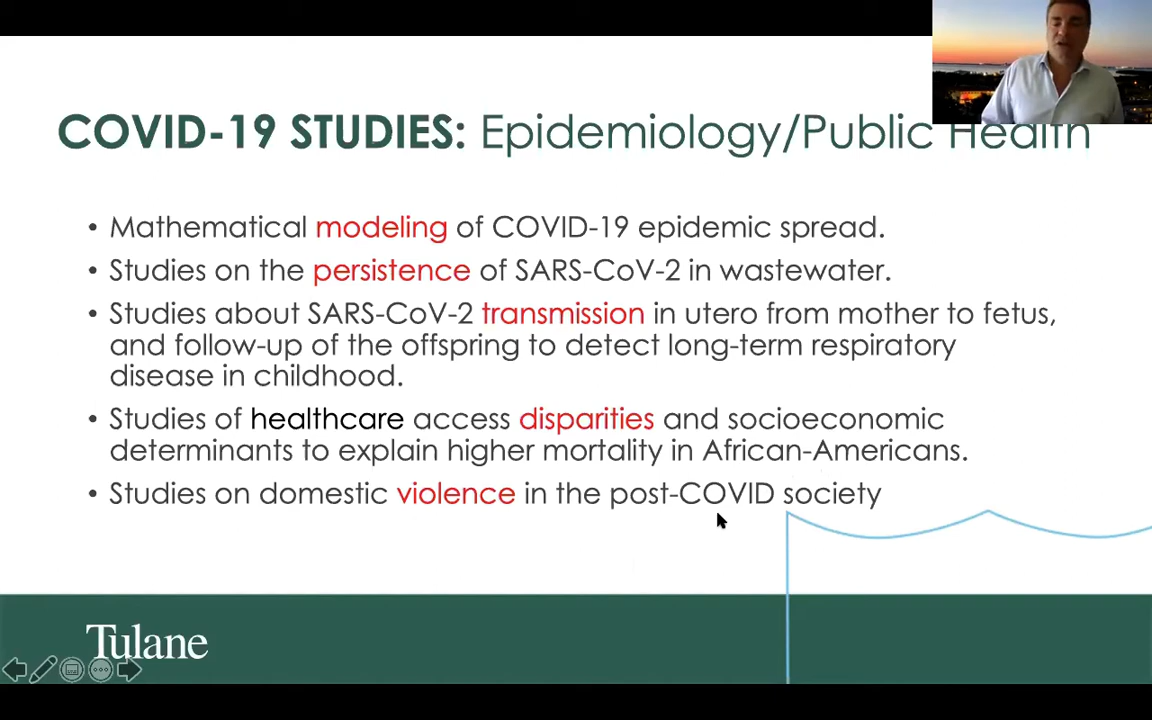 COVID-19 STUDIES: Epidemiology/Public Health
• Mathematical modeling of COVID-19 epidemic spread.
• Studies on the persistence of SARS-CoV-2 in wastewater.
• Studies about SARS-CoV-2 transmission in utero from mother to fetus,
and follow-up of the offspring to detect long-term respiratory
disease in childhood.
• Studies of healthcare access disparities and socioeconomic
determinants to explain higher mortality in African-Americans.
• Studies on domestic violence in the post-COVID society
Tulane